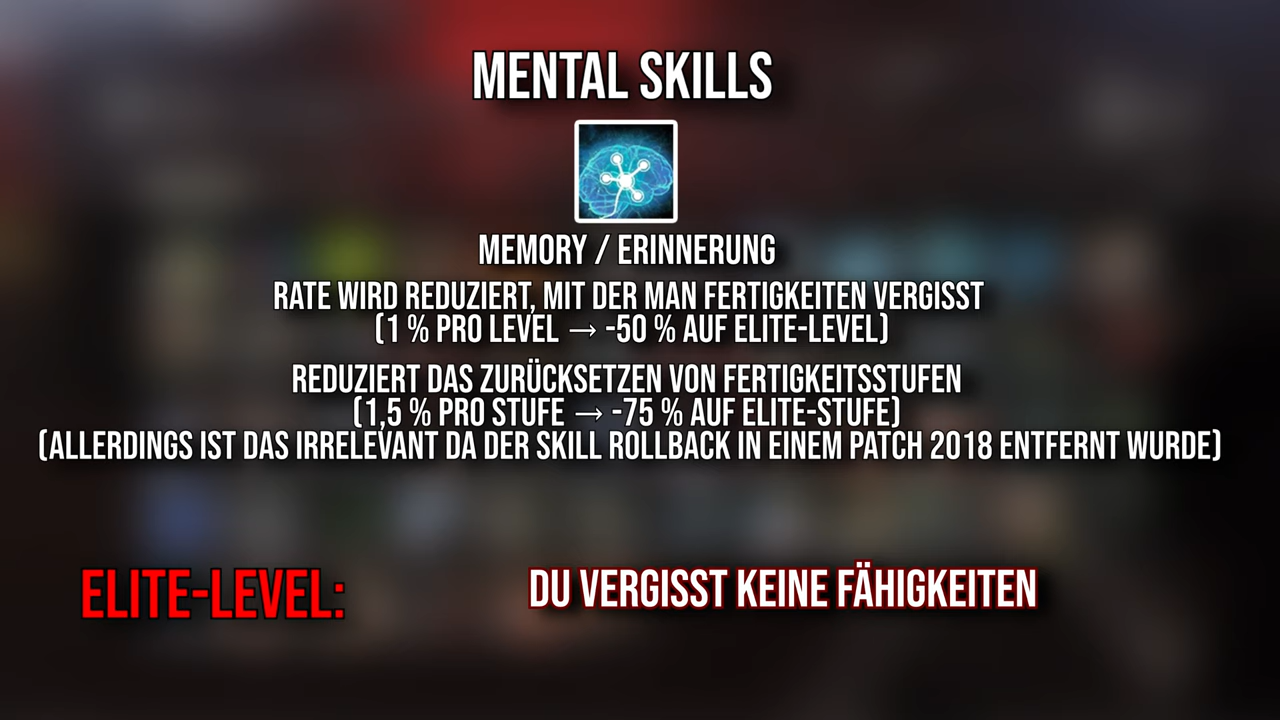 MENTAL SKILLS
MEMORY / ERINNERUNG
RATE WIRD REDUZIERT, MIT DER MAN FERTIGKEITEN VERGISST
(1 % PRO LEVEL → -50 % AUF ELITE-LEVEL)
REDUZIERT DAS ZURÜCKSETZEN VON FERTIGKEITSSTUFEN
(1,5 % PRO STUFE → -75 % AUF ELITE-STUFE)
(ALLERDINGS IST DAS IRRELEVANT DA DER SKILL ROLLBACK IN EINEM PATCH 2018 ENTFERNT WURDE)
ELITE-LEVEL: DU VERGISST KEINE FÄHIGKEITEN